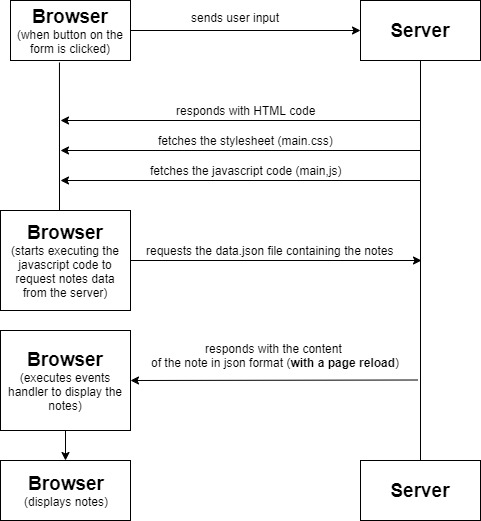 Browser
(when button on the
form is clicked)
sends user input
Server
responds with HTML code
fetches the stylesheet (main.css)
fetches the javascript code (main,js)
Browser
(starts executing the
javascript code to
request notes data
from the server)
requests the data.json file containing the notes
Browser
(executes events
handler to display the
notes)
responds with the content
of the note in json format (with a page reload)
Browser
(displays notes)
Server